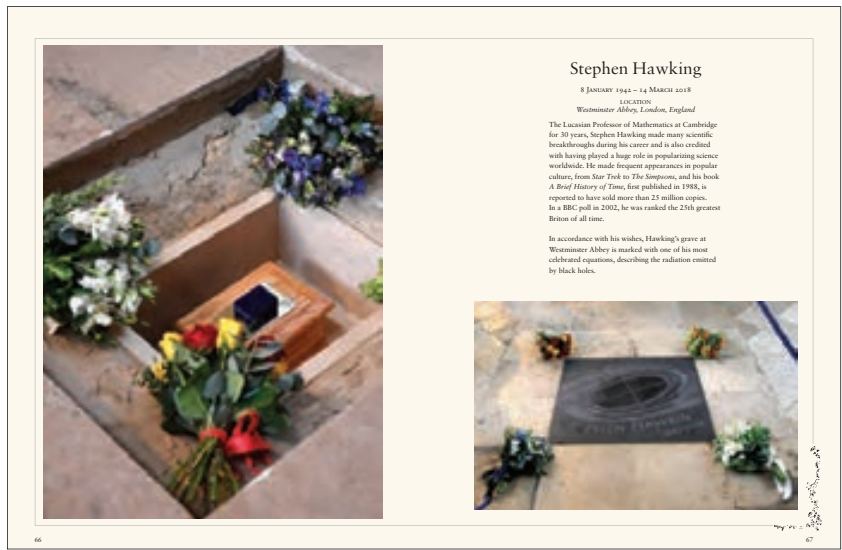 Stephen Hawking
8 January 1942 – 14 March 2018
LOCATION
Westminster Abbey, London, England
The Lucasian Professor of Mathematics at Cambridge
for 30 years, Stephen Hawking made many scientific
breakthroughs during his career and is also credited
with having played a huge role in popularizing science
worldwide. He made frequent appearances in popular
culture, from Star Trek to The Simpsons, and his book
A Brief History of Time, first published in 1988, is
reported to have sold more than 25 million copies.
In a BBC poll in 2002, he was ranked the 25th greatest
Briton of all time.
In accordance with his wishes, Hawking's grave at
Westminster Abbey is marked with one of his most
celebrated equations, describing the radiation emitted
by black holes.
66
67